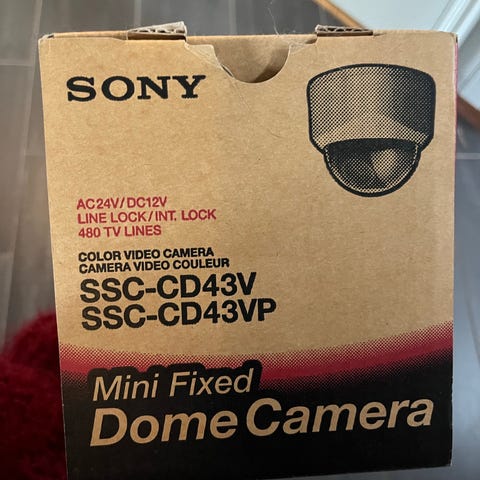 SONY
AC24V/DC12V
LINE LOCK/INT. LOCK
480 TV LINES
COLOR VIDEO CAMERA
CAMERA VIDEO COULEUR
SSC-CD43V
SSC-CD43VP
Mini Fixed
Dome Camera